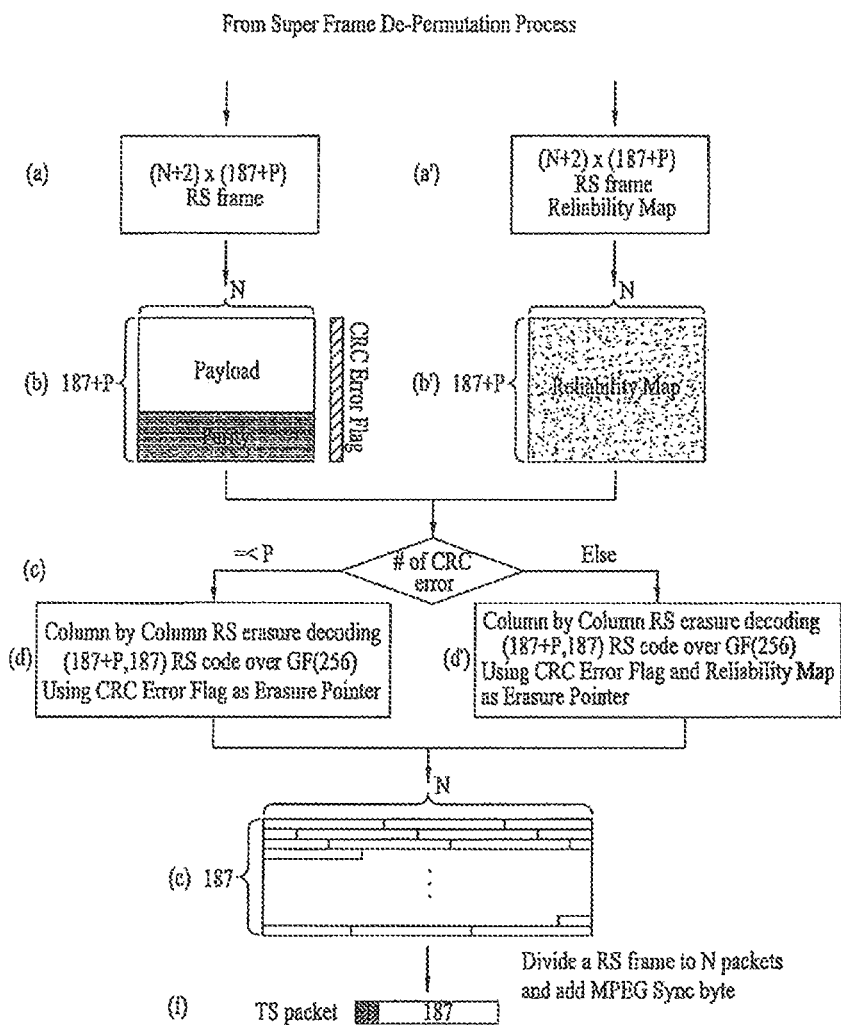 From Super Frame De-Permutation Process
(a)
(N+2) x (187+P)
RS frame
(a')
(N+2) x (187+P)
RS frame
Reliability Map
N
N
(b) 187+P
Payload
Parity
CRC Error Flag
(b') 187+P
Reliability Map
(c)
=< P
# of CRC
error
Else
(d)
Column by Column RS erasure decoding
(187+P,187) RS code over GF(256)
Using CRC Error Flag as Erasure Pointer
(d')
Column by Column RS erasure decoding
(187+P,187) RS code over GF(256)
Using CRC Error Flag and Reliability Map
as Erasure Pointer
N
(e) 187
Divide a RS frame to N packets
and add MPEG Sync byte
(f)
TS packet
187